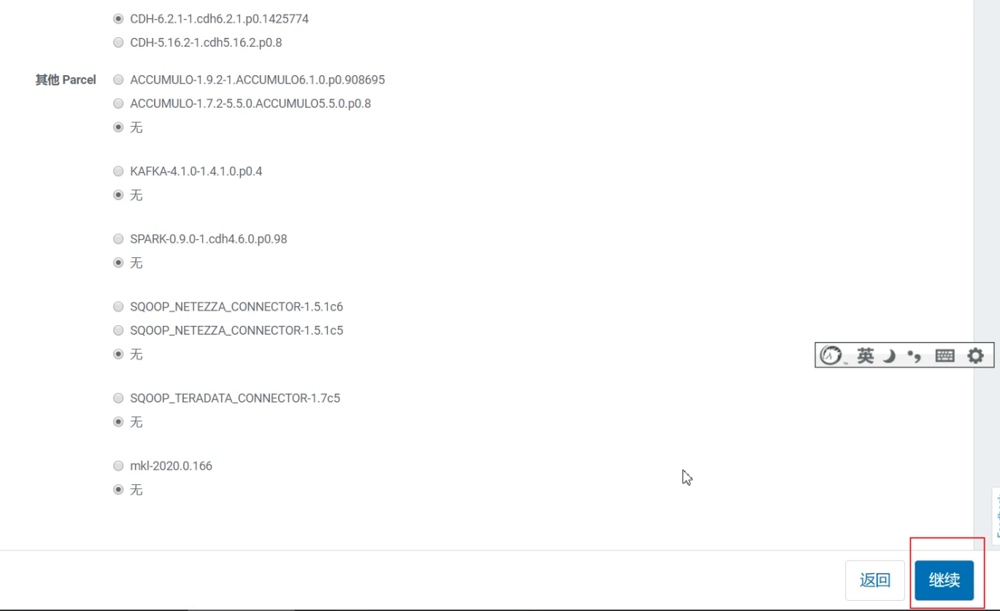 CDH-6.2.1-1.cdh6.2.1.p0.1425774
CDH-5.16.2-1.cdh5.16.2.p0.8
其他 Parcel
ACCUMULO-1.9.2-1.ACCUMULO6.1.0.p0.908695
ACCUMULO-1.7.2-5.5.0.ACCUMULO5.5.0.p0.8
无
KAFKA-4.1.0-1.4.1.0.p0.4
无
SPARK-0.9.0-1.cdh4.6.0.p0.98
无
SQOOP_NETEZZA_CONNECTOR-1.5.1c6
SQOOP_NETEZZA_CONNECTOR-1.5.1c5
无
英
SQOOP_TERADATA_CONNECTOR-1.7c5
无
mkl-2020.0.166
无
返回
继续